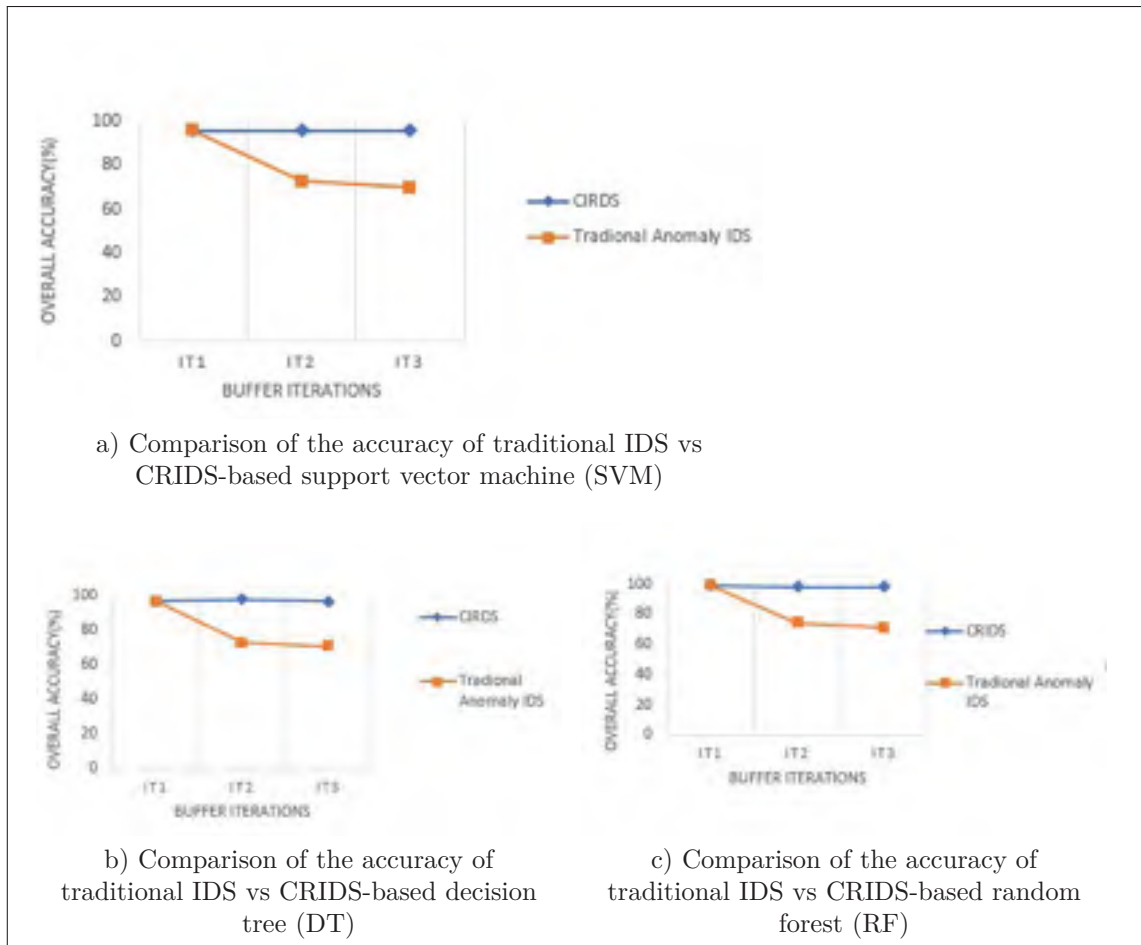 100
80
60
40
20
0
OVERALL ACCURACY(%)
IT1 IT2 IT3
BUFFER ITERATIONS
CIRDS
Tradional Anomaly IDS
a) Comparison of the accuracy of traditional IDS vs
CRIDS-based support vector machine (SVM)
100
80
60
40
20
0
OVERALL ACCURACY(%)
IT1 IT2 IT3
BUFFER ITERATIONS
CIRDS
Tradional
Anomaly IDS
b) Comparison of the accuracy of
traditional IDS vs CRIDS-based decision
tree (DT)
100
80
60
40
20
0
OVERALL ACCURACY(%)
IT1 IT2 IT3
BUFFER ITERATIONS
CRIDS
Tradional Anomaly
IDS
c) Comparison of the accuracy of
traditional IDS vs CRIDS-based random
forest (RF)